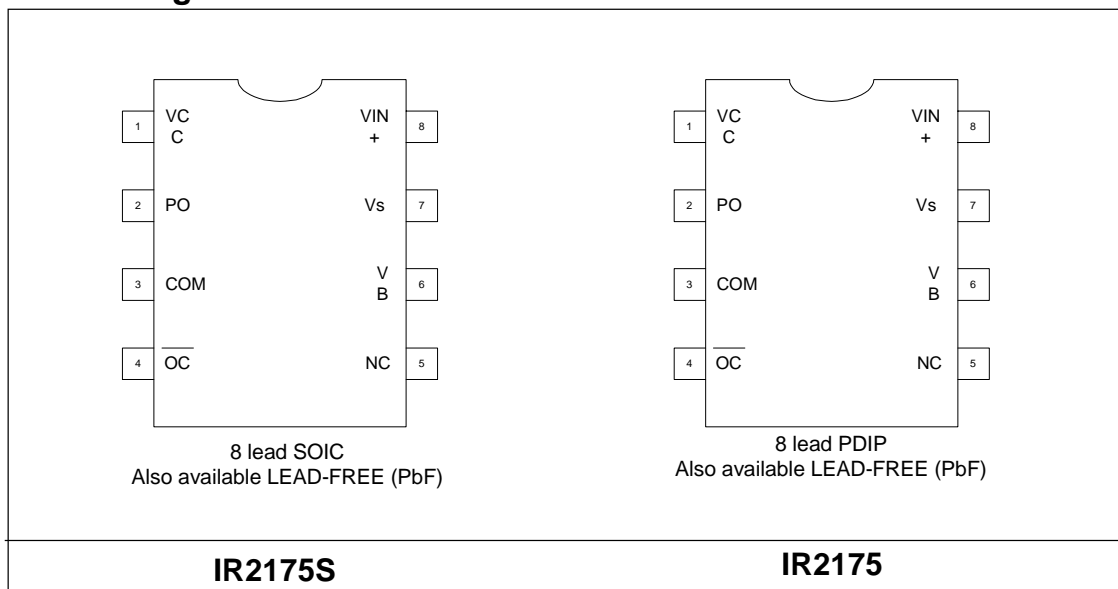 1 VC
C VIN
+ 8
2 PO Vs 7
3 COM V
B 6
4 OC NC 5
8 lead SOIC
Also available LEAD-FREE (PbF)
IR2175S
1 VC
C VIN
+ 8
2 PO Vs 7
3 COM V
B 6
4 OC NC 5
8 lead PDIP
Also available LEAD-FREE (PbF)
IR2175